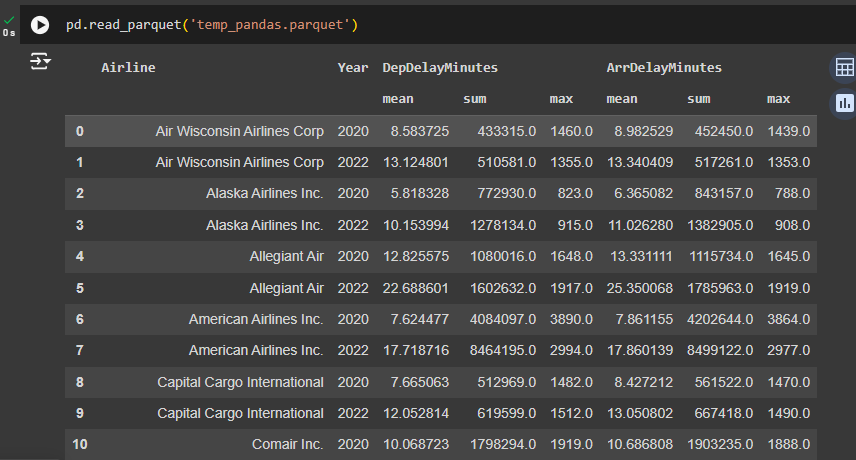 pd.read_parquet('temp_pandas.parquet')
0s
Airline Year DepDelayMinutes ArrDelayMinutes
mean sum max mean sum max
0 Air Wisconsin Airlines Corp 2020 8.583725 433315.0 1460.0 8.982529 452450.0 1439.0
1 Air Wisconsin Airlines Corp 2022 13.124801 510581.0 1355.0 13.340409 517261.0 1353.0
2 Alaska Airlines Inc. 2020 5.818328 772930.0 823.0 6.365082 843157.0 788.0
3 Alaska Airlines Inc. 2022 10.153994 1278134.0 915.0 11.026280 1382905.0 908.0
4 Allegiant Air 2020 12.825575 1080016.0 1648.0 13.331111 1115734.0 1645.0
5 Allegiant Air 2022 22.688601 1602632.0 1917.0 25.350068 1785963.0 1919.0
6 American Airlines Inc. 2020 7.624477 4084097.0 3890.0 7.861155 4202644.0 3864.0
7 American Airlines Inc. 2022 17.718716 8464195.0 2994.0 17.860139 8499122.0 2977.0
8 Capital Cargo International 2020 7.665063 512969.0 1482.0 8.427212 561522.0 1470.0
9 Capital Cargo International 2022 12.052814 619599.0 1512.0 13.050802 667418.0 1490.0
10 Comair Inc. 2020 10.068723 1798294.0 1919.0 10.686808 1903235.0 1888.0